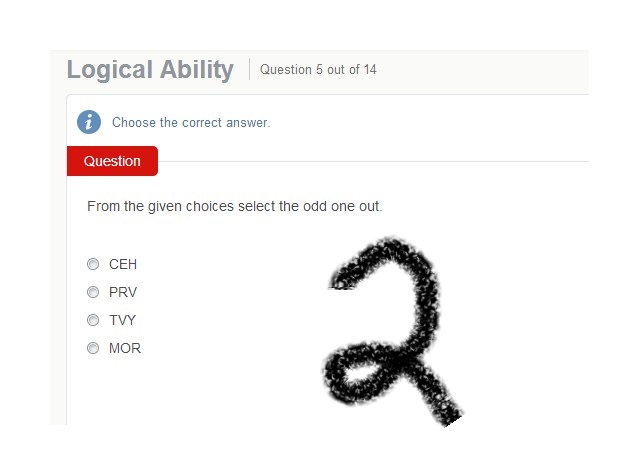 Logical Ability
Question 5 out of 14
i
Choose the correct answer.
Question
From the given choices select the odd one out.
CEH
PRV
TVY
MOR
2